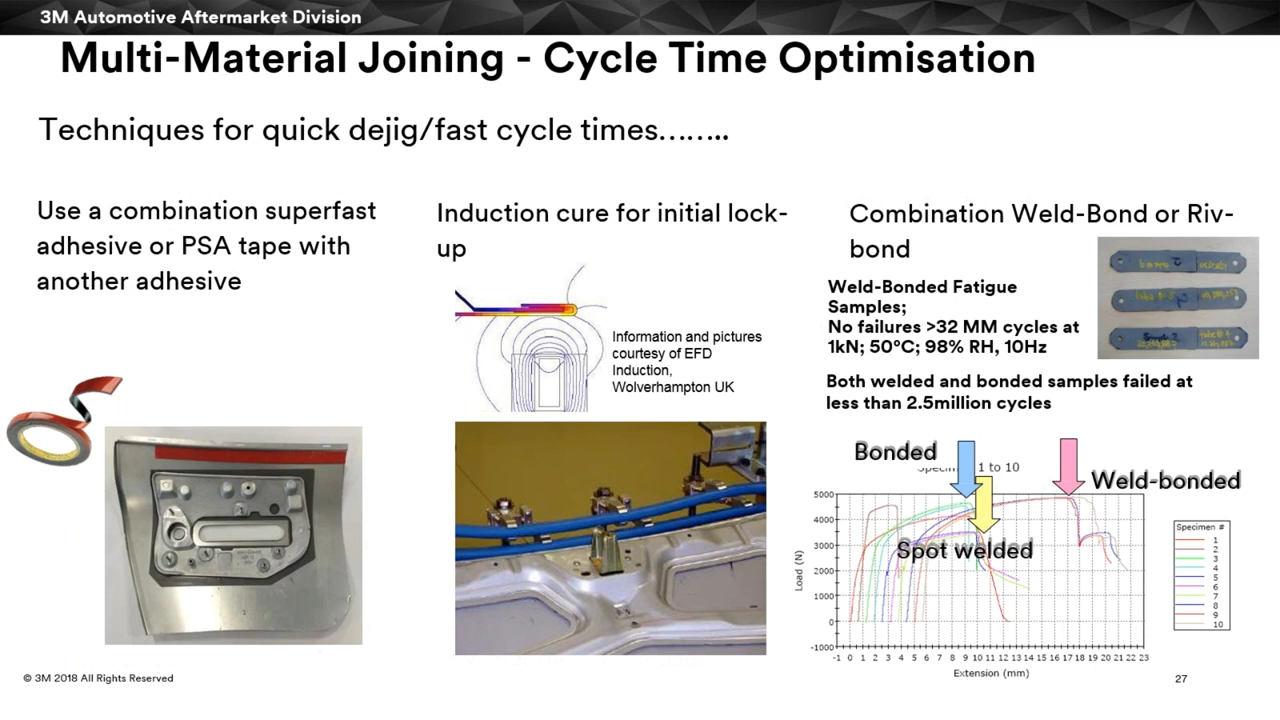 3M Automotive Aftermarket Division
Multi-Material Joining - Cycle Time Optimisation
Techniques for quick dejig/fast cycle times……..
Use a combination superfast
adhesive or PSA tape with
another adhesive
Induction cure for initial lock-
up
Information and pictures
courtesy of EFD
Induction,
Wolverhampton UK
Combination Weld-Bond or Riv-
bond
Weld-Bonded Fatigue
Samples;
No failures >32 MM cycles at
1kN; 50°C; 98% RH, 10Hz
Both welded and bonded samples failed at
less than 2.5million cycles
Bonded
1 to 10
Weld-bonded
Spot welded
Load (N)
5000
4000
3000
2000
1000
0
-1000
-1 0 1 2 3 4 5 6 7 8 9 10 11 12 13 14 15 16 17 18 19 20 21 22 23
Extension (mm)
Specimen #
1
2
3
4
5
6
7
8
9
10
© 3M 2018 All Rights Reserved
27